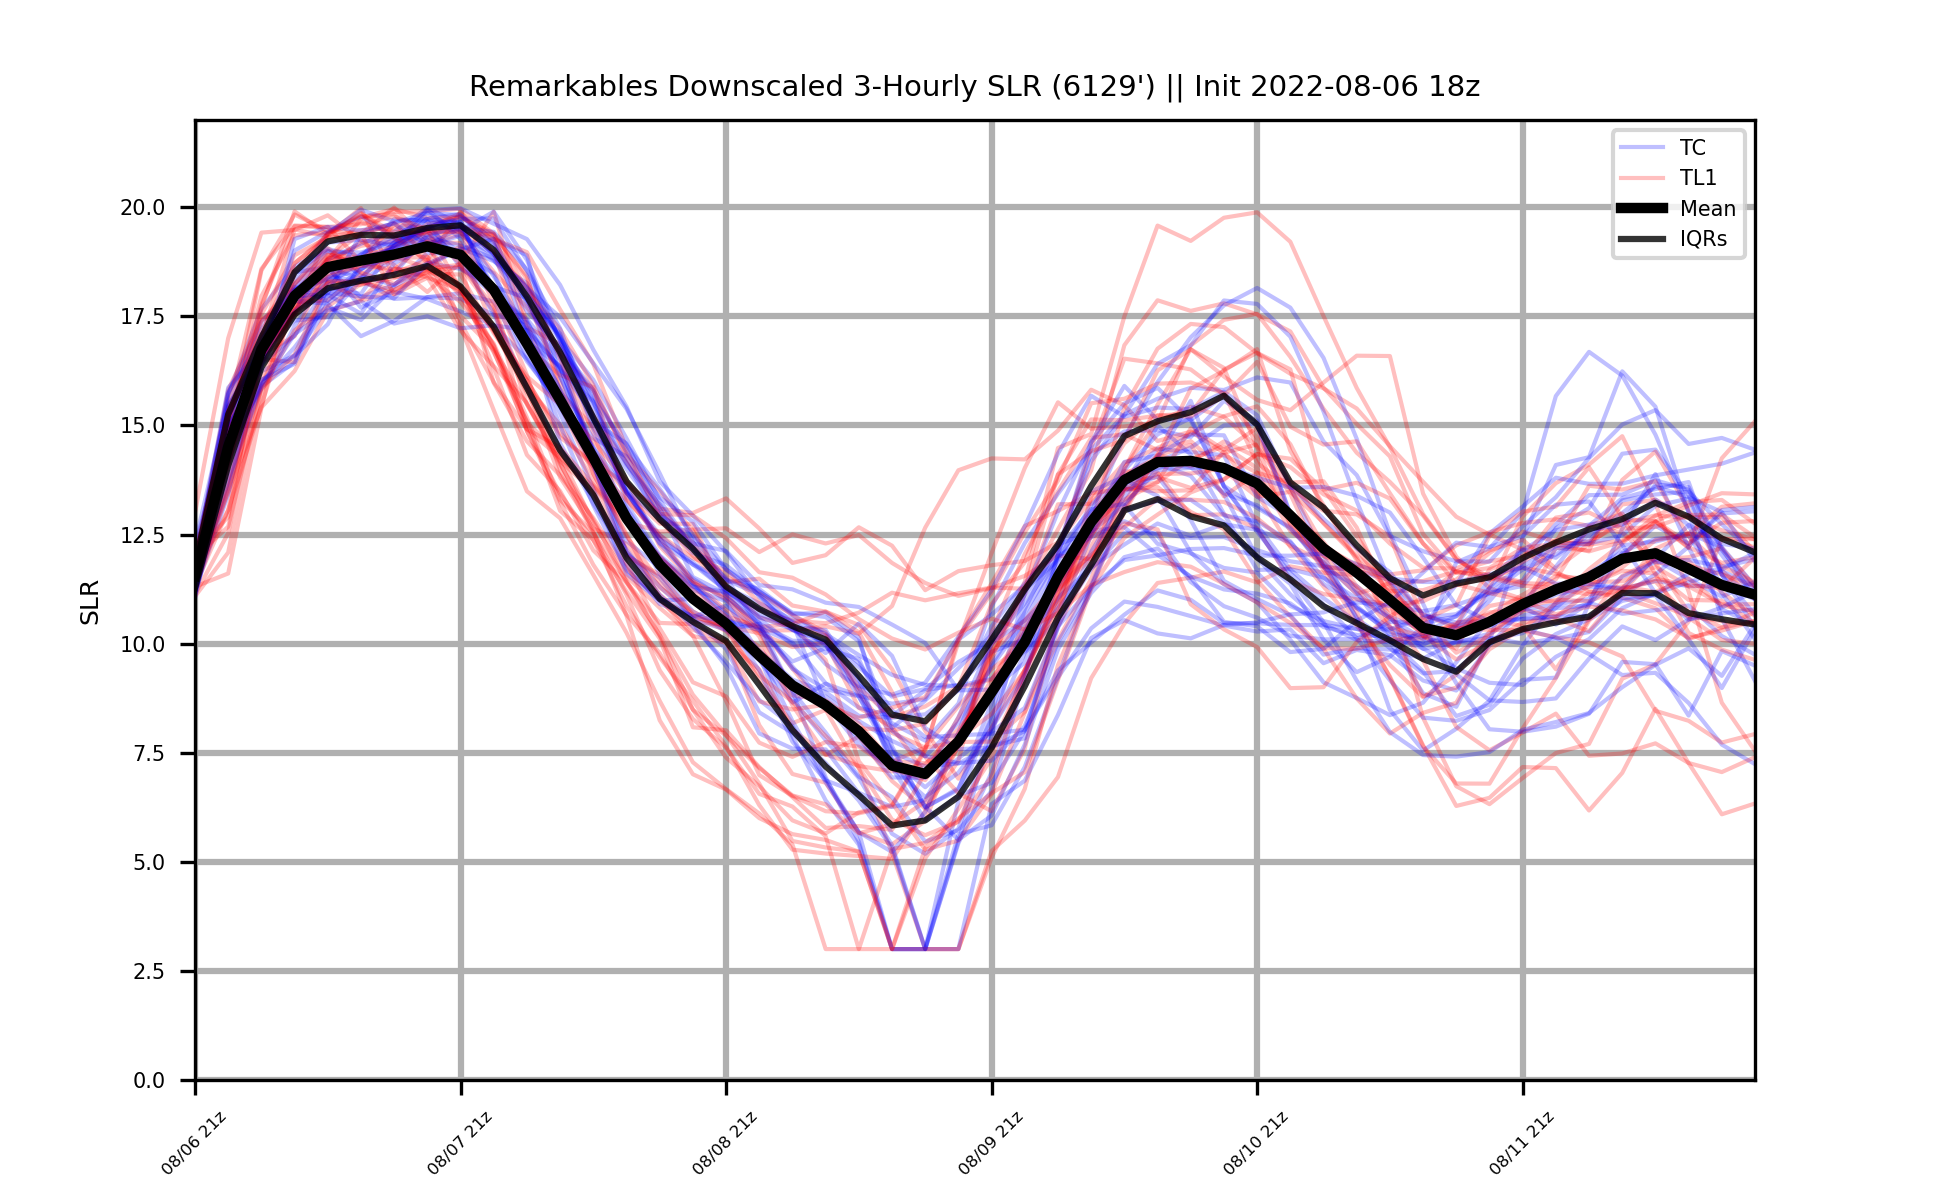 Remarkables Downscaled 3-Hourly SLR (6129') || Init 2022-08-06 18z
TC
TL1
Mean
IQRs
SLR
20.0
17.5
15.0
12.5
10.0
7.5
5.0
2.5
0.0
08/06 21z
08/07 21z
08/08 21z
08/09 21z
08/10 21z
08/11 21z